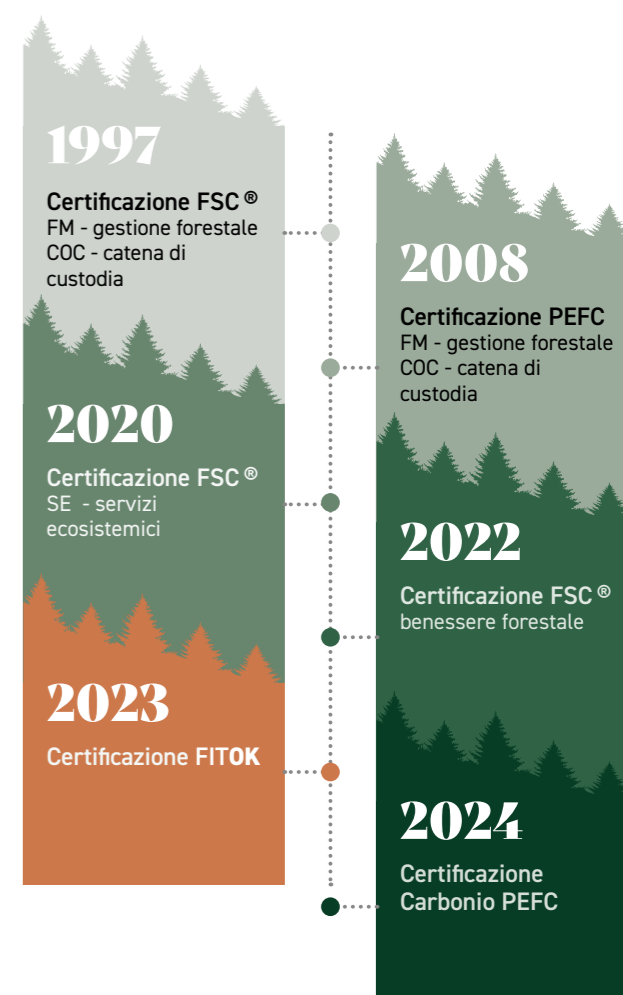 1997
Certificazione FSC ®
FM - gestione forestale
COC - catena di
custodia
2008
Certificazione PEFC
FM - gestione forestale
COC - catena di
custodia
2020
Certificazione FSC ®
SE - servizi
ecosistemici
2022
Certificazione FSC ®
benessere forestale
2023
Certificazione FITOK
2024
Certificazione
Carbonio PEFC